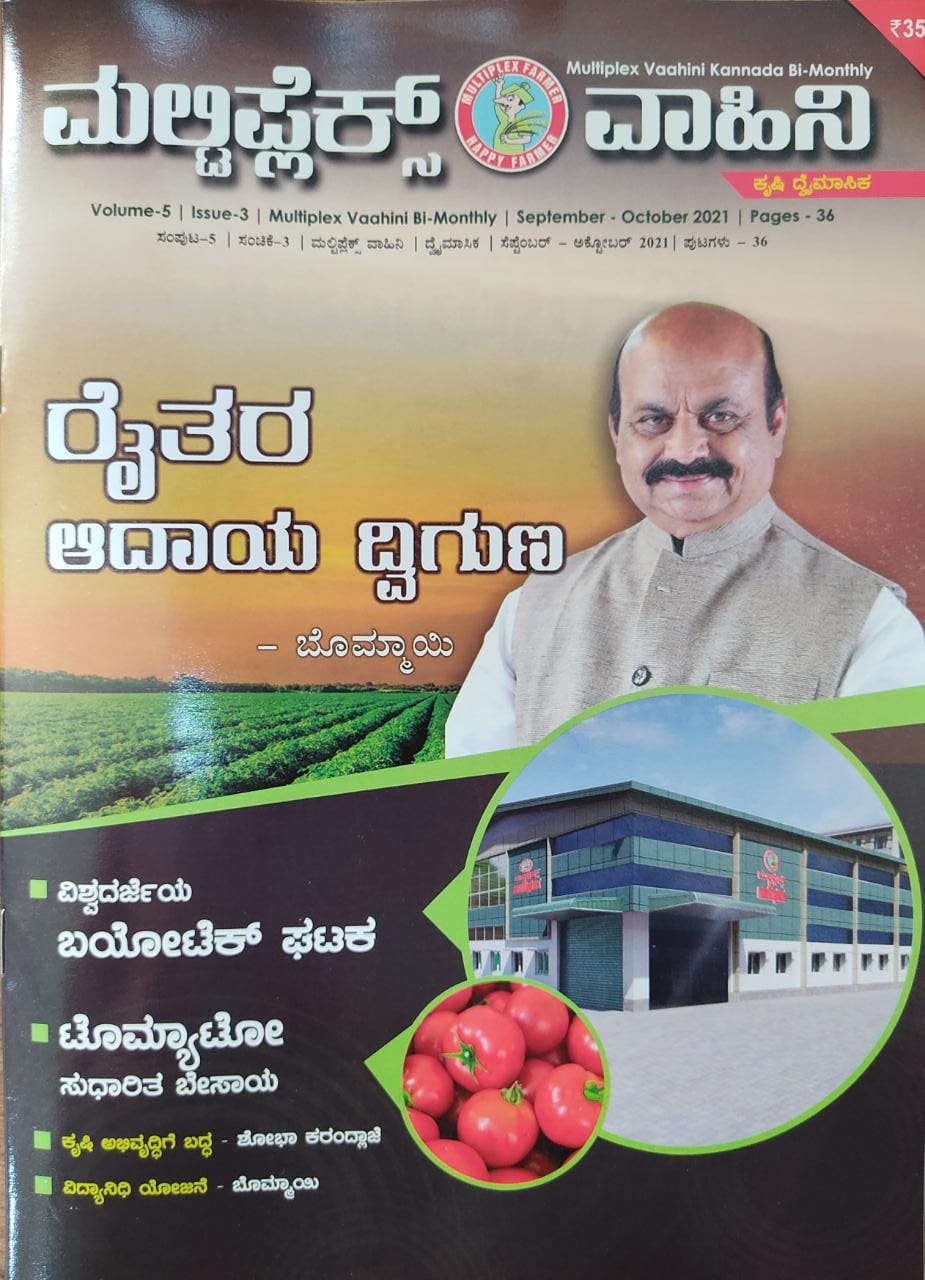 ₹35
Multiplex Vaahini Kannada Bi-Monthly
ಮಲ್ಟಿಪ್ಲೆಕ್ಸ್ ವಾಹಿನಿ
MULTIPLEX FARMER
HAPPY FARMER
ಕೃಷಿ ದ್ವೈಮಾಸಿಕ
Volume-5 | Issue-3 | Multiplex Vaahini Bi-Monthly | September - October 2021 | Pages - 36
ಸಂಪುಟ-5 | ಸಂಚಿಕೆ-3 | ಮಲ್ಟಿಪ್ಲೆಕ್ಸ್ ವಾಹಿನಿ | ದ್ವೈಮಾಸಿಕ | ಸೆಪ್ಟೆಂಬರ್ - ಅಕ್ಟೋಬರ್ 2021 | ಪುಟಗಳು - 36
ರೈತರ
ಆದಾಯ ದ್ವಿಗುಣ
- ಬೊಮ್ಮಾಯಿ
ವಿಶ್ವದರ್ಜೆಯ
ಬಯೋಟೆಕ್ ಘಟಕ
ಟೊಮ್ಯಾಟೋ
ಸುಧಾರಿತ ಬೇಸಾಯ
ಕೃಷಿ ಅಭಿವೃದ್ಧಿಗೆ ಬದ್ಧ - ಶೋಭಾ ಕರಂದ್ಲಾಜೆ
ವಿದ್ಯಾನಿಧಿ ಯೋಜನೆ - ಬೊಮ್ಮಾಯಿ